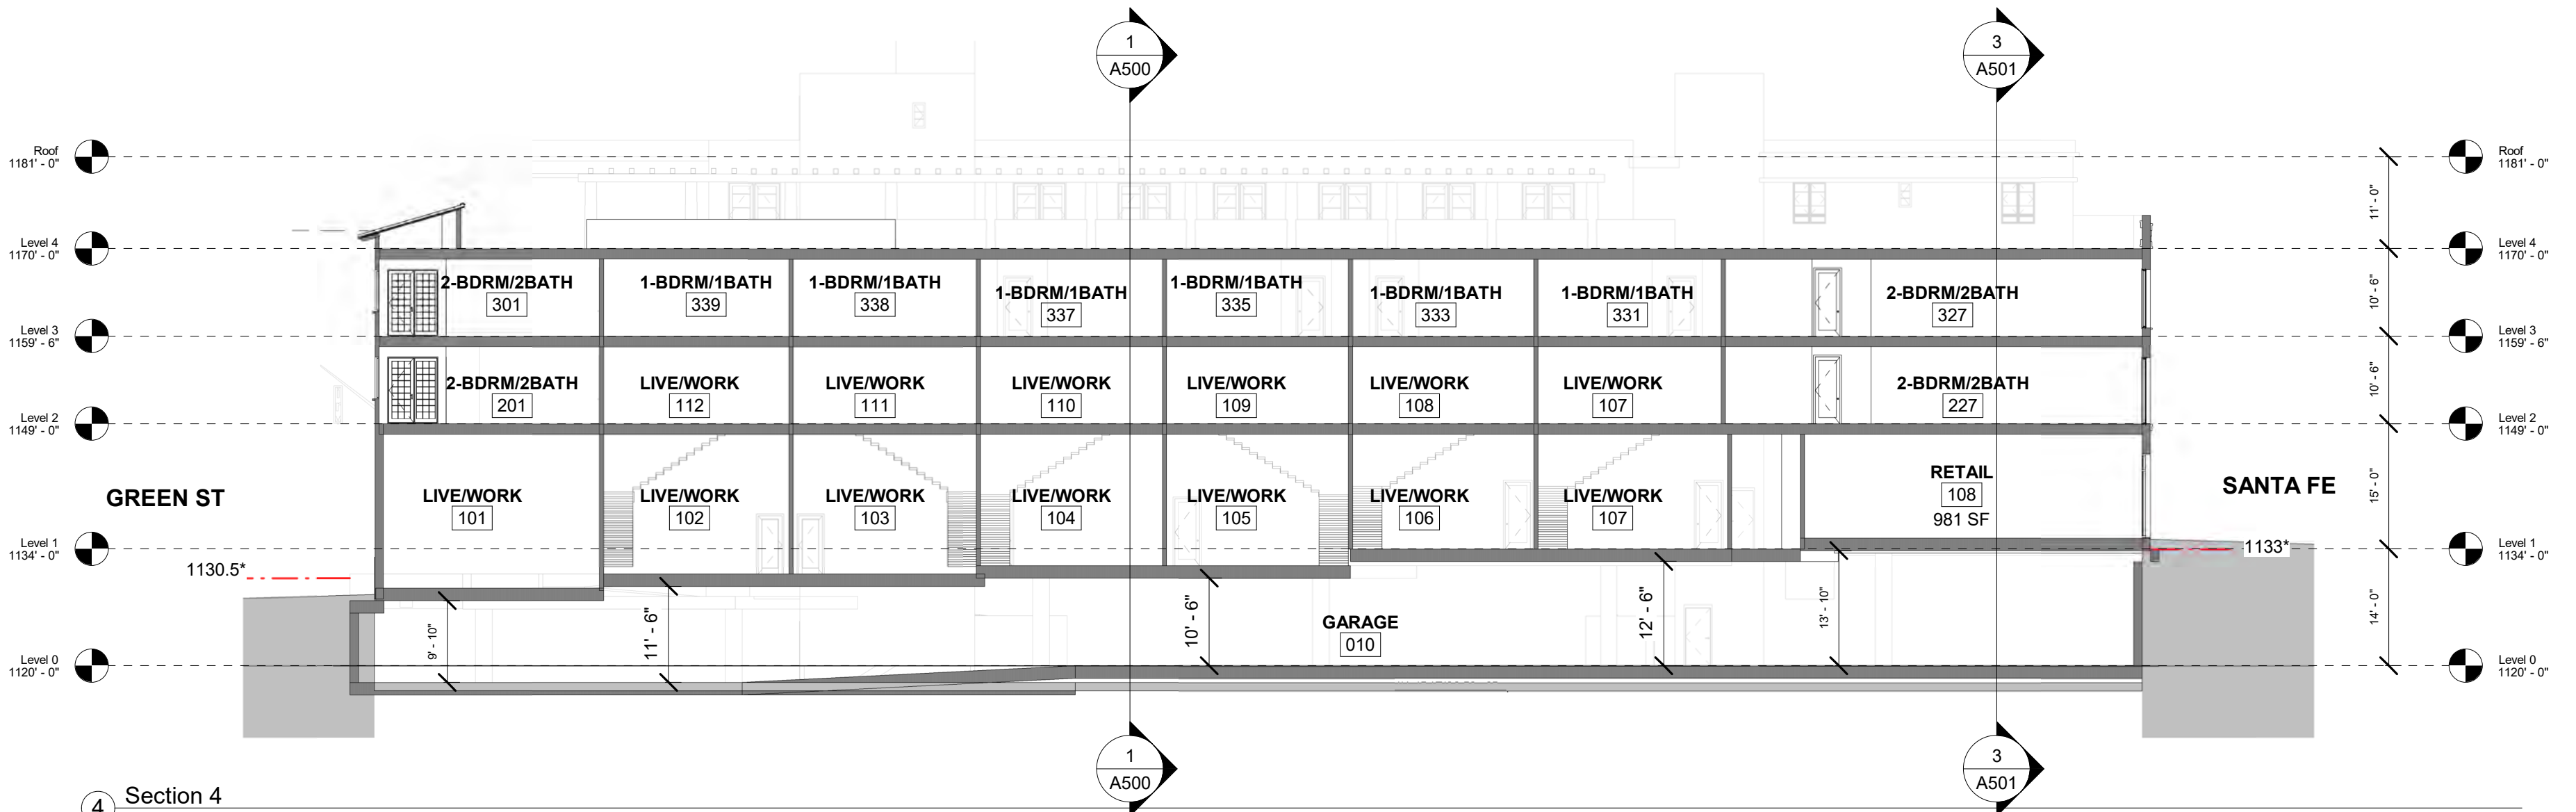 1
A500
3
A501
Roof
1181' - 0"
Roof
1181' - 0"
11' - 0"
Level 4
1170' - 0"
Level 4
1170' - 0"
2-BDRM/2BATH
301
1-BDRM/1BATH
339
1-BDRM/1BATH
338
1-BDRM/1BATH
337
1-BDRM/1BATH
335
1-BDRM/1BATH
333
1-BDRM/1BATH
331
2-BDRM/2BATH
327
10' - 6"
Level 3
1159' - 6"
Level 3
1159' - 6"
2-BDRM/2BATH
201
LIVE/WORK
112
LIVE/WORK
111
LIVE/WORK
110
LIVE/WORK
109
LIVE/WORK
108
LIVE/WORK
107
2-BDRM/2BATH
227
10' - 6"
Level 2
1149' - 0"
Level 2
1149' - 0"
GREEN ST
LIVE/WORK
101
LIVE/WORK
102
LIVE/WORK
103
LIVE/WORK
104
LIVE/WORK
105
LIVE/WORK
106
LIVE/WORK
107
RETAIL
108
981 SF
SANTA FE
15' - 0"
Level 1
1134' - 0"
Level 1
1134' - 0"
1130.5*
1133*
9' - 10"
11' - 6"
10' - 6"
GARAGE
010
12' - 6"
13' - 10"
14' - 0"
Level 0
1120' - 0"
Level 0
1120' - 0"
1
A500
3
A501
4
Section 4